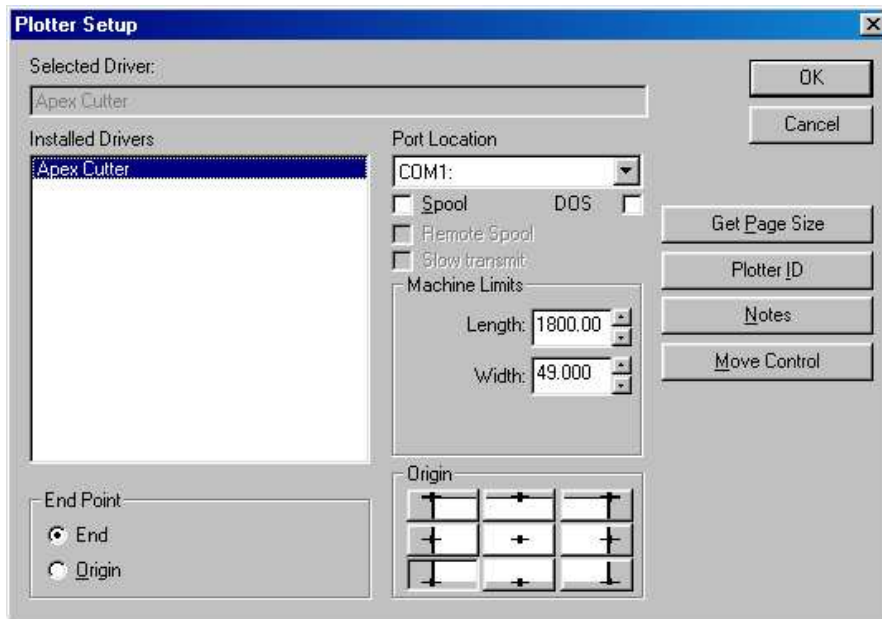 Plotter Setup
Selected Driver:
Apex Cutter
OK
Cancel
Installed Drivers
Apex Cutter
Port Location
COM1:
Spool
DOS
Remote Spool
Slow transmit
Machine Limits
Length: 1800.00
Width: 49.000
Get Page Size
Plotter ID
Notes
Move Control
End Point
End
Origin
Origin